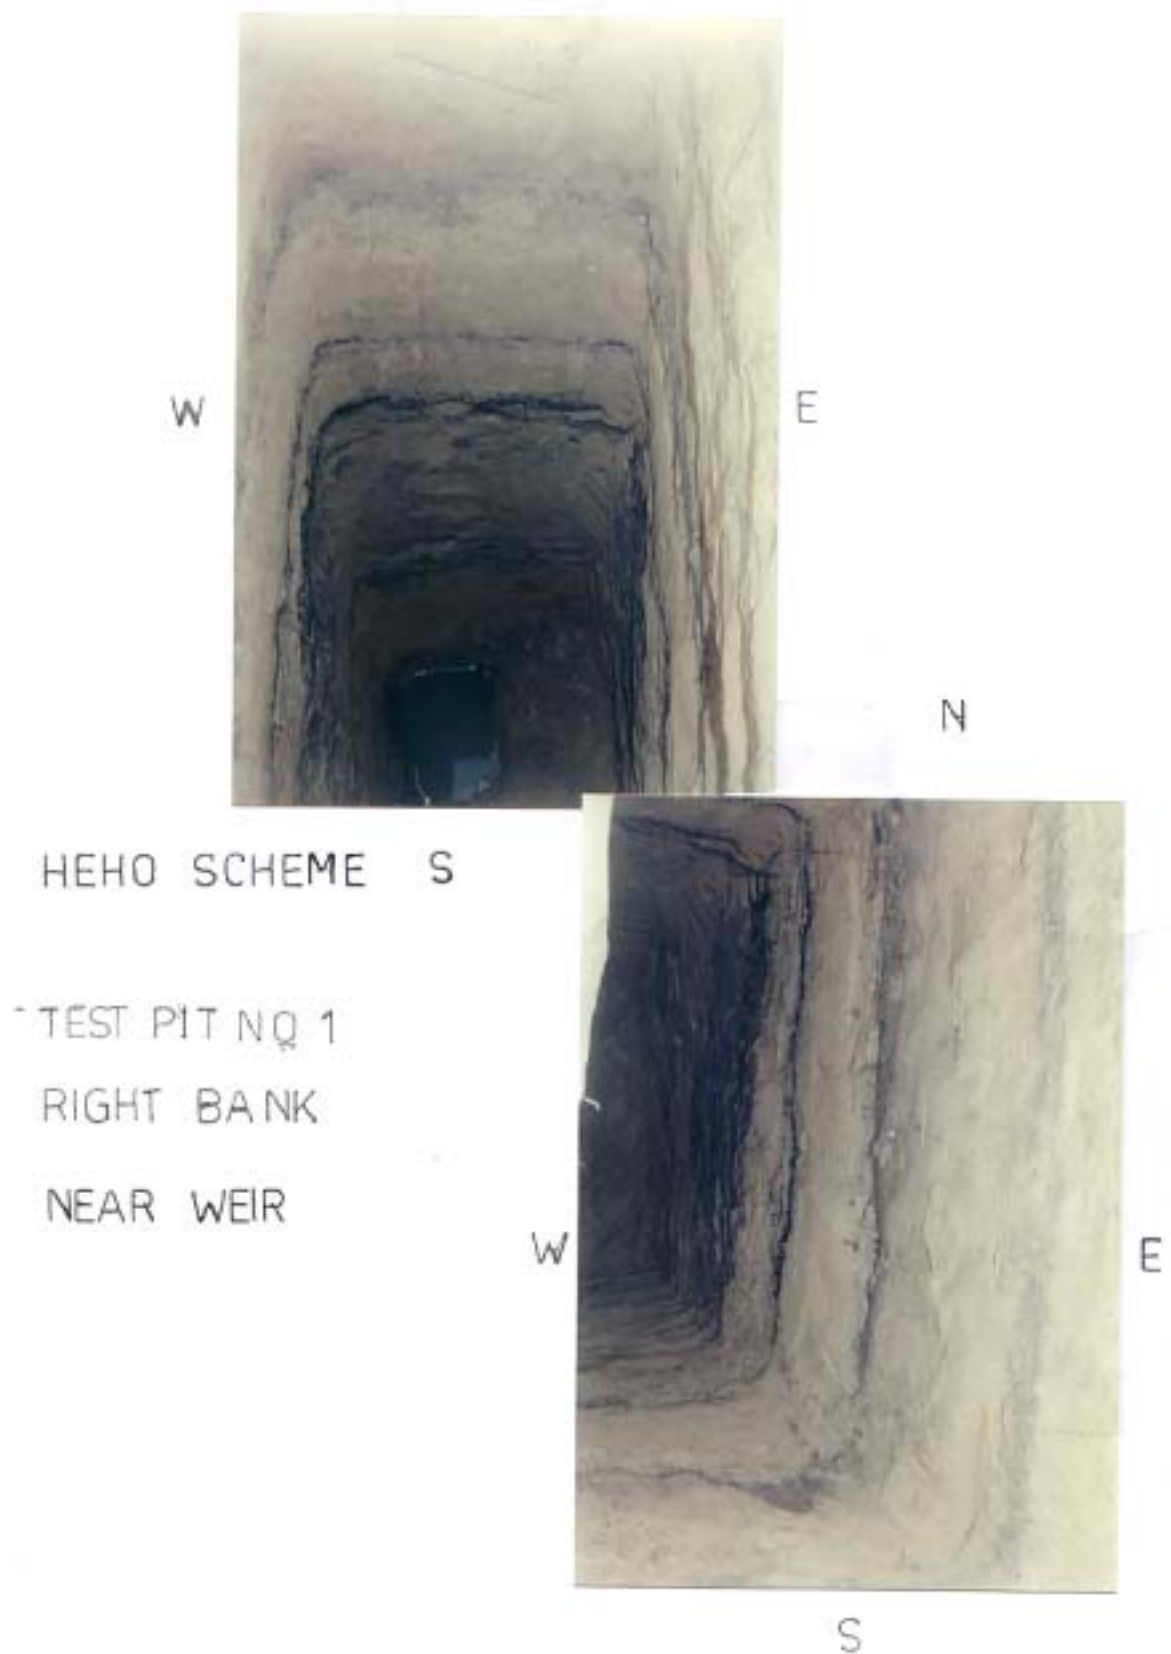 W E
N
HEHO SCHEME S
- TEST PIT NO 1
RIGHT BANK
NEAR WEIR
W E
S